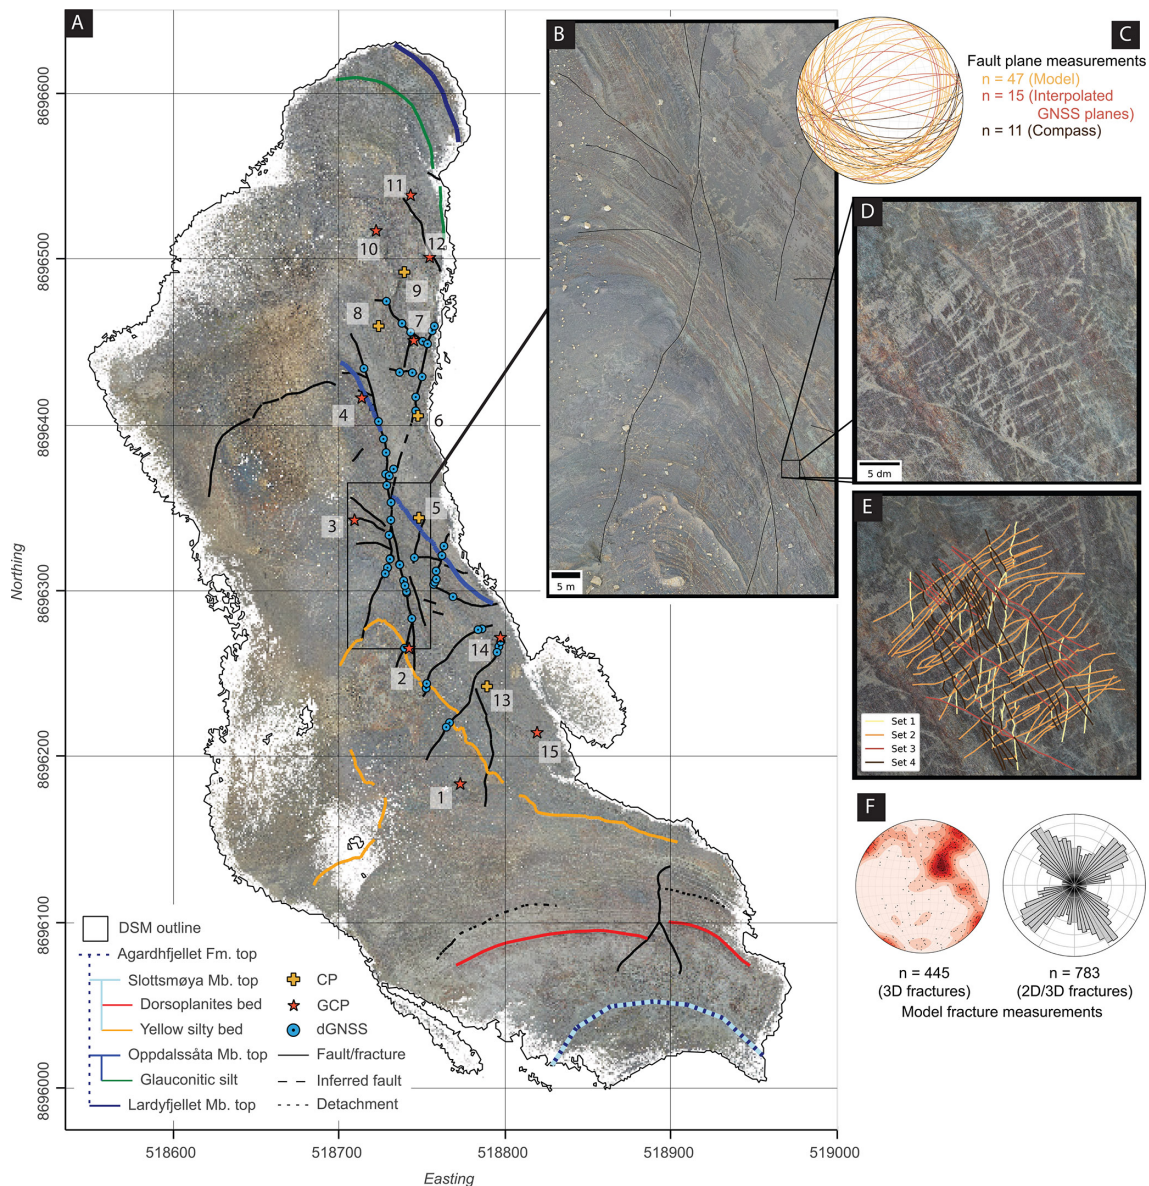 A
B
C
Fault plane measurements
n = 47 (Model)
n = 15 (Interpolated
GNSS planes)
n = 11 (Compass)
D
5 dm
E
Set 1
Set 2
Set 3
Set 4
5 m
F
n = 445
(3D fractures)
n = 783
(2D/3D fractures)
Model fracture measurements
8696600
8696500
8696400
8696300
8696200
8696100
8696000
Northing
11
10
12
9
8
7
4
6
5
3
14
2
13
15
1
DSM outline
Agardhfjellet Fm. top
Slottsmøya Mb. top
Dorsoplanites bed
Yellow silty bed
Oppdalssåta Mb. top
Glauconitic silt
Lardyfjellet Mb. top
CP
GCP
dGNSS
Fault/fracture
Inferred fault
Detachment
518600
518700
518800
518900
519000
Easting